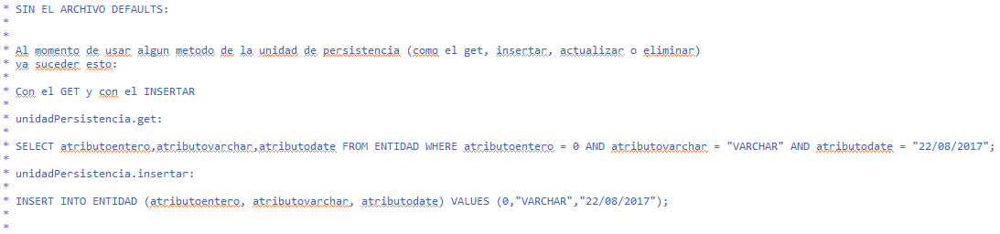 * SIN EL ARCHIVO DEFAULTS:
*
*
* Al momento de usar algun metodo de la unidad de persistencia (como el get, insertar, actualizar o eliminar)
* va suceder esto:
*
* Con el GET y con el INSERTAR
*
* unidadPersistencia.get:
*
* SELECT atributoentero,atributovarchar,atributodate FROM ENTIDAD WHERE atributoentero = 0 AND atributovarchar = "VARCHAR" AND atributodate = "22/08/2017";
*
* unidadPersistencia.insertar:
*
* INSERT INTO ENTIDAD (atributoentero, atributovarchar, atributodate) VALUES (0,"VARCHAR","22/08/2017");
*
*